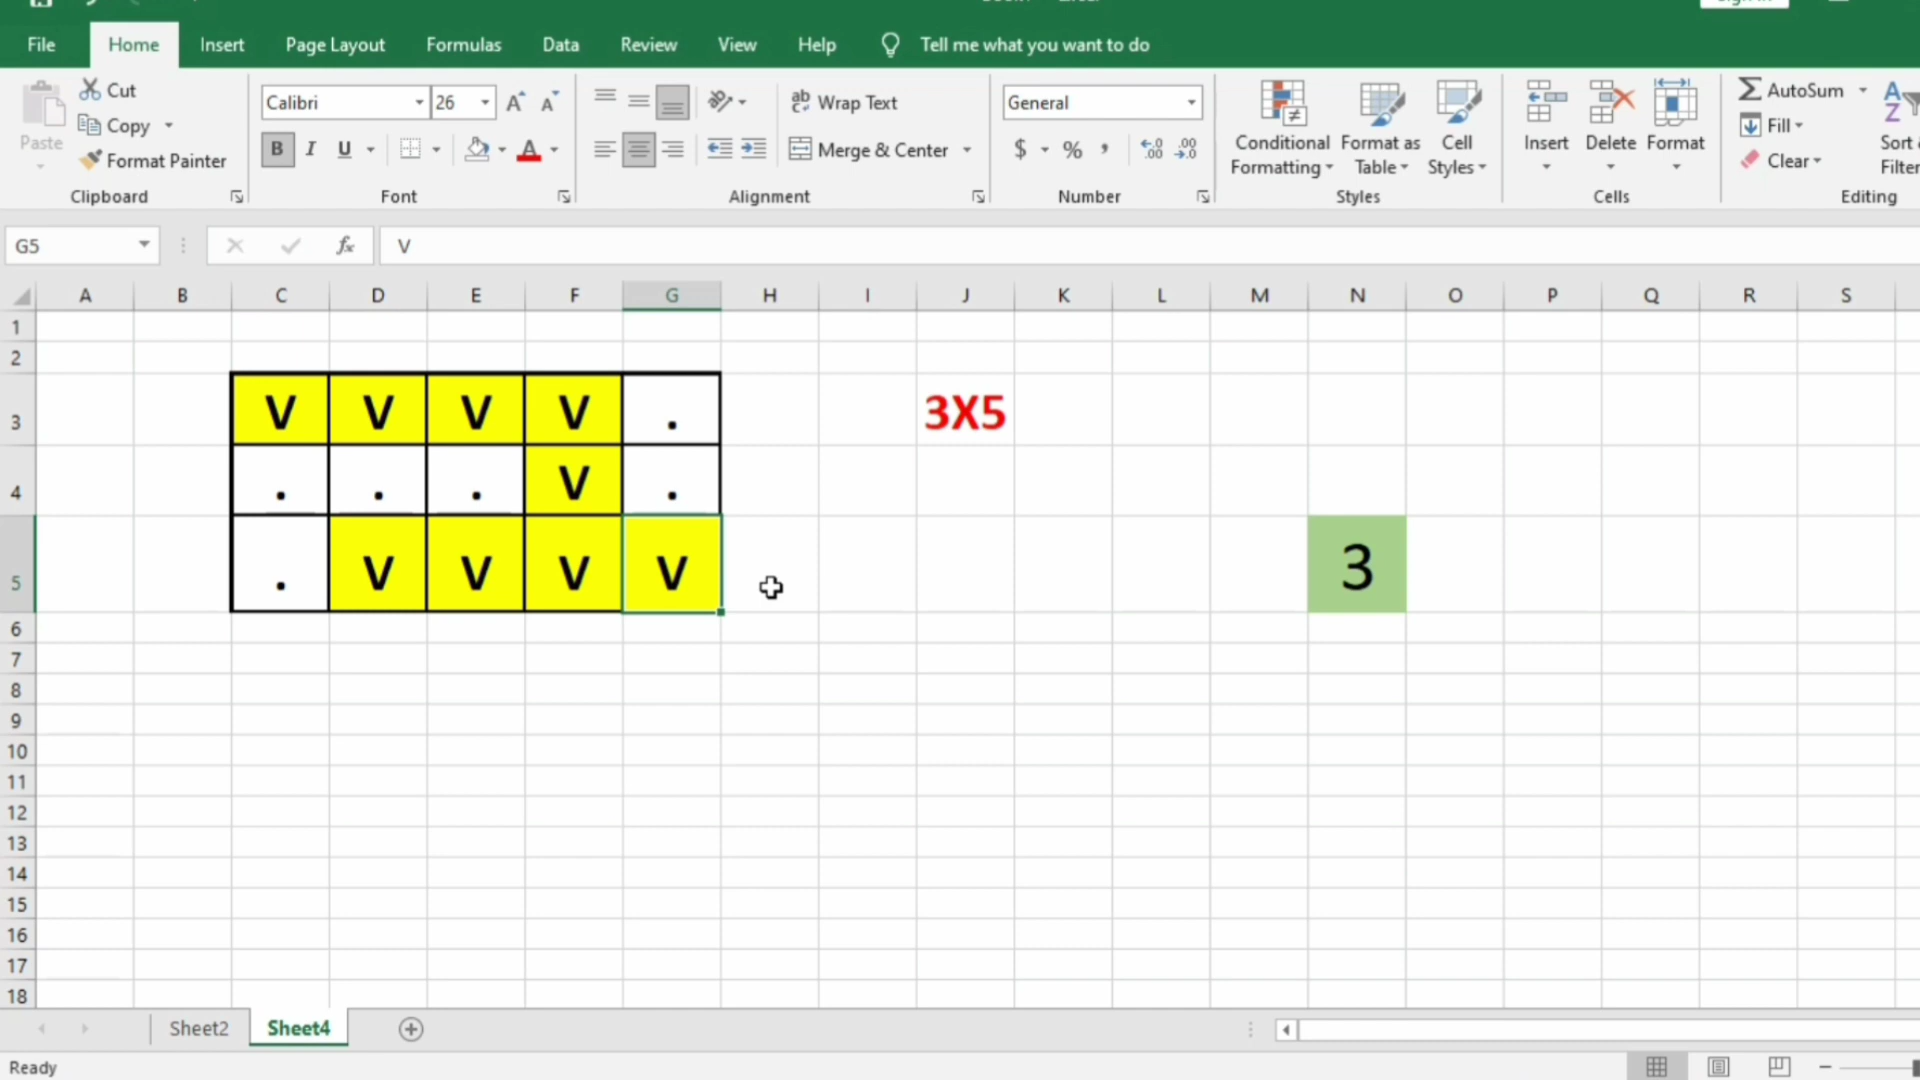 File Home Insert Page Layout Formulas Data Review View Help Tell me what you want to do
Paste Cut Copy Format Painter
Calibri 26
B I U
ab Wrap Text
Merge & Center
General
$ % ,
Conditional Formatting Format as Table Cell Styles
Insert Delete Format
AutoSum
Fill
Clear
Sort
Filter
Clipboard Font Alignment Number Styles Cells Editing
G5 fx V
A B C D E F G H I J K L M N O P Q R S
1
2
3 V V V V . 3X5
4 . . . V .
5 . V V V V 3
6
7
8
9
10
11
12
13
14
15
16
17
18
Sheet2 Sheet4
Ready